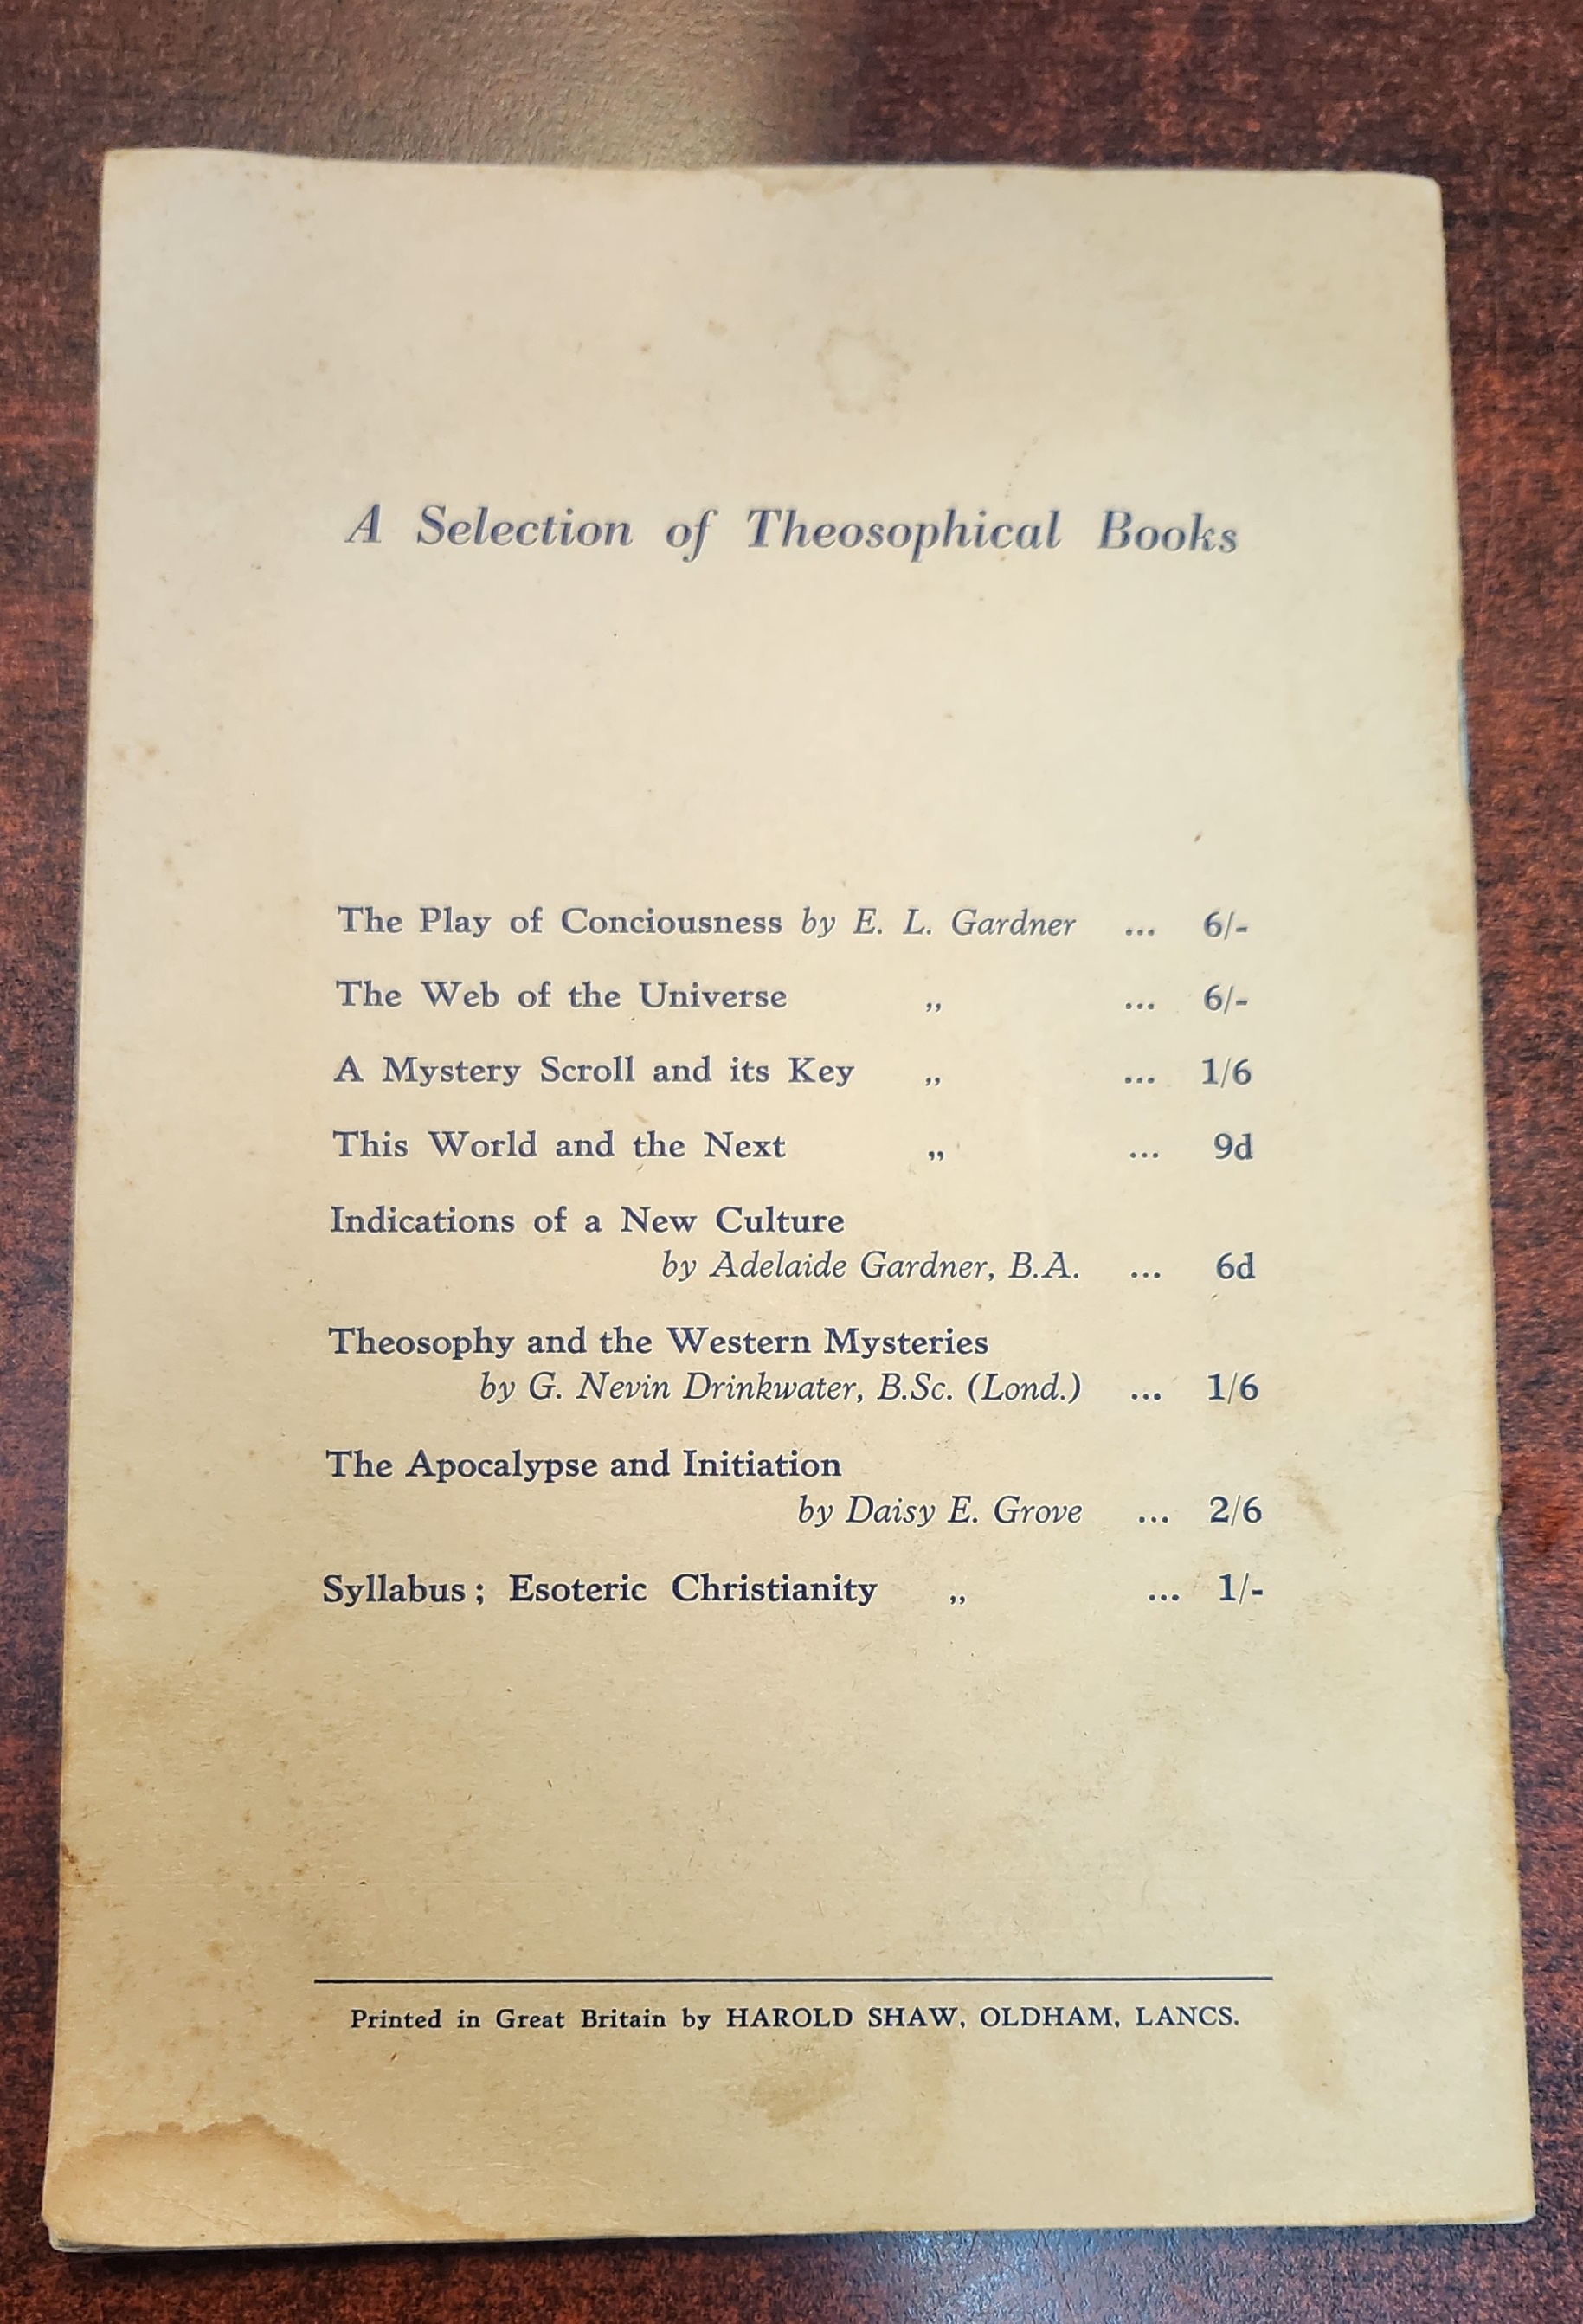 A Selection of Theosophical Books
The Play of Conciousness by E. L. Gardner ... 6/-
The Web of the Universe ,, ... 6/-
A Mystery Scroll and its Key ,, ... 1/6
This World and the Next ,, ... 9d
Indications of a New Culture
by Adelaide Gardner, B.A. ... 6d
Theosophy and the Western Mysteries
by G. Nevin Drinkwater, B.Sc. (Lond.) ... 1/6
The Apocalypse and Initiation
by Daisy E. Grove ... 2/6
Syllabus ; Esoteric Christianity ,, ... 1/-
Printed in Great Britain by HAROLD SHAW, OLDHAM, LANCS.